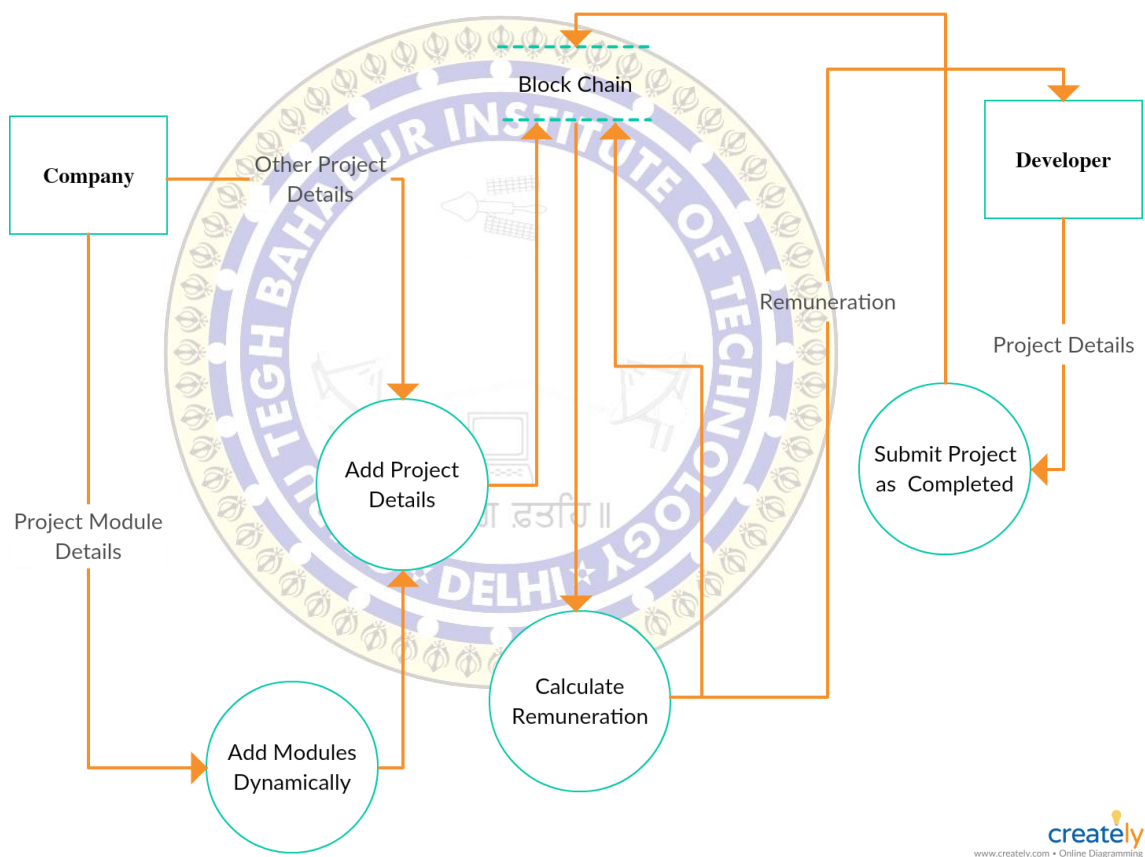 Block Chain
Company
Other Project
Details
Developer
Remuneration
Project Details
Add Project
Details
Submit Project
as Completed
Project Module
Details
Calculate
Remuneration
Add Modules
Dynamically
TEGH BAHADUR INSTITUTE OF TECHNOLOGY
DELHI
ਫ਼ਤਹਿ ॥
creately
www.creately.com • Online Diagramming